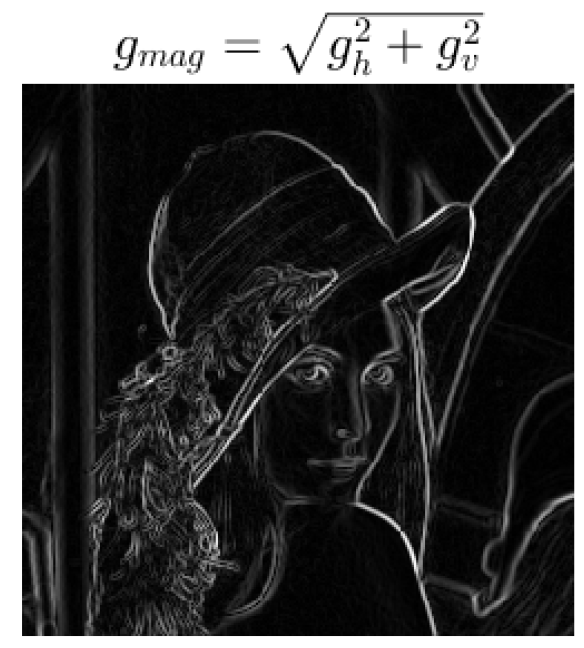 g_{mag} = \sqrt{g_h^2 + g_v^2}